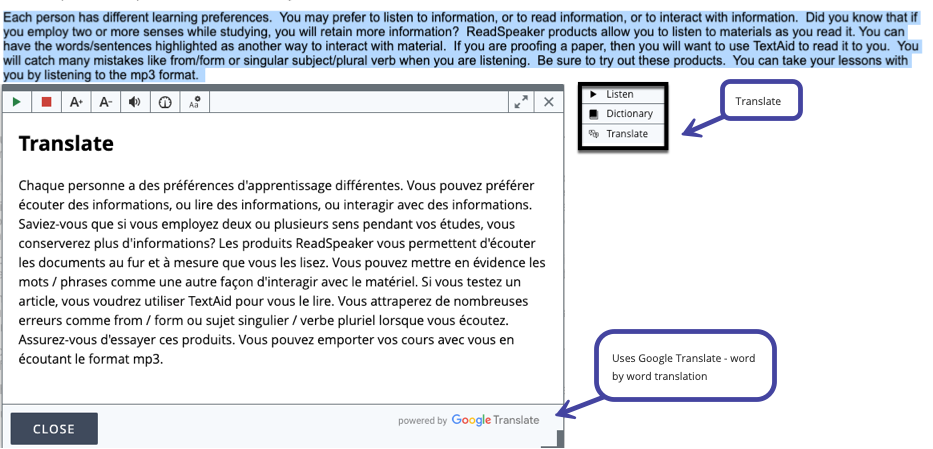 Each person has different learning preferences.  You may prefer to listen to information, or to read information, or to interact with information.  Did you know that if
you employ two or more senses while studying, you will retain more information?  ReadSpeaker products allow you to listen to materials as you read it. You can
have the words/sentences highlighted as another way to interact with material.  If you are proofing a paper, then you will want to use TextAid to read it to you.  You
will catch many mistakes like from/form or singular subject/plural verb when you are listening.  Be sure to try out these products.  You can take your lessons with
you by listening to the mp3 format.
A+ A- Aa
Listen
Dictionary
Translate
Translate
Translate
Chaque personne a des préférences d'apprentissage différentes. Vous pouvez préférer
écouter des informations, ou lire des informations, ou interagir avec des informations.
Saviez-vous que si vous employez deux ou plusieurs sens pendant vos études, vous
conserverez plus d'informations? Les produits ReadSpeaker vous permettent d'écouter
les documents au fur et à mesure que vous les lisez. Vous pouvez mettre en évidence les
mots / phrases comme une autre façon d'interagir avec le matériel. Si vous testez un
article, vous voudrez utiliser TextAid pour vous le lire. Vous attraperez de nombreuses
erreurs comme from / form ou sujet singulier / verbe pluriel lorsque vous écoutez.
Assurez-vous d'essayer ces produits. Vous pouvez emporter vos cours avec vous en
écoutant le format mp3.
Uses Google Translate - word
by word translation
powered by Google Translate
CLOSE